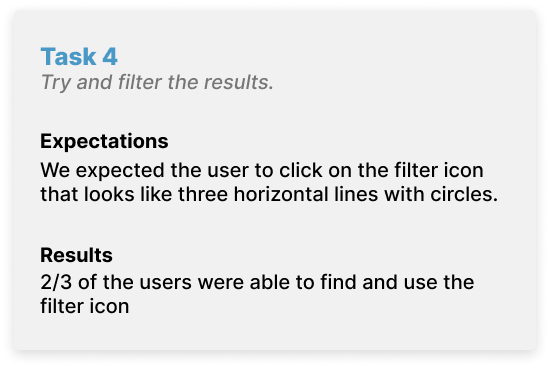 Task 4
Try and filter the results.
Expectations
We expected the user to click on the filter icon
that looks like three horizontal lines with circles.
Results
2/3 of the users were able to find and use the
filter icon